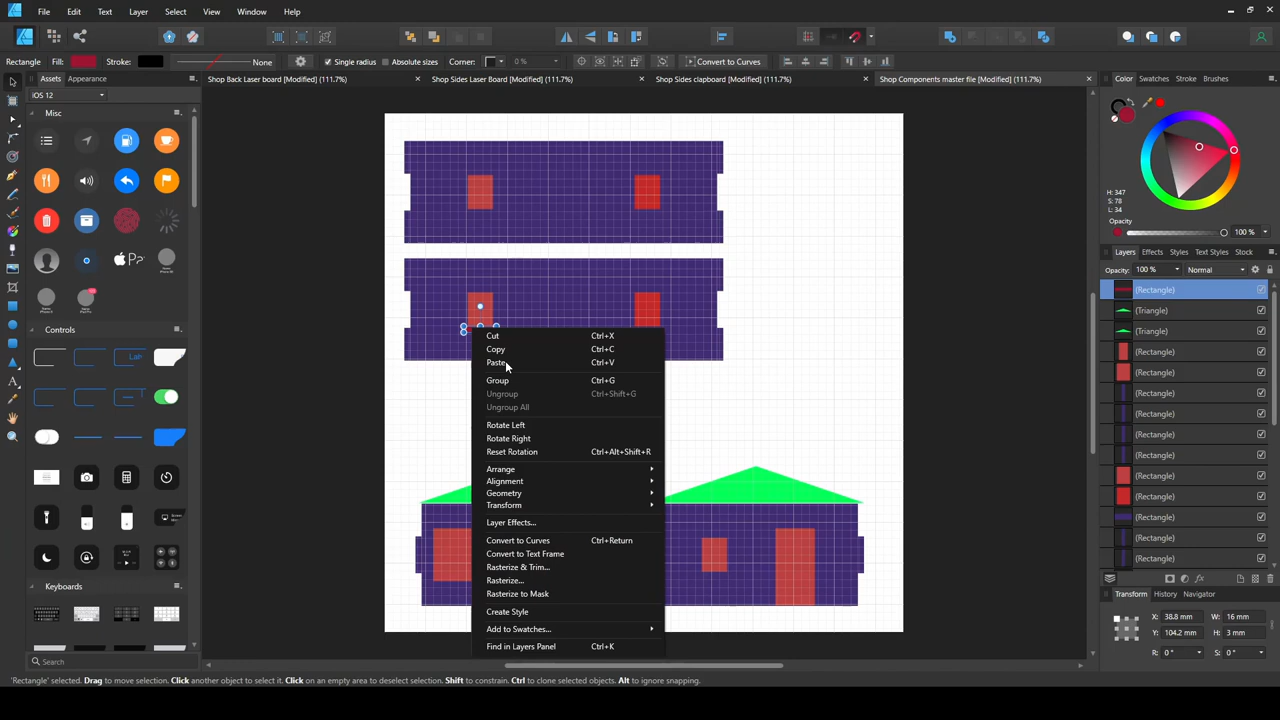 File Edit Text Layer Select View Window Help
Rectangle Fill: Stroke: None Single radius Absolute sizes Corner: 0 % Convert to Curves
Assets Appearance
Shop Back Laser board [Modified] (111.7%)
Shop Sides Laser Board [Modified] (111.7%)
Shop Sides clapboard [Modified] (111.7%)
Shop Components master file [Modified] (111.7%)
iOS 12
Misc
Controls
Keyboards
Search
Cut Ctrl+X
Copy Ctrl+C
Paste Ctrl+V
Group Ctrl+G
Ungroup Ctrl+Shift+G
Ungroup All
Rotate Left
Rotate Right
Reset Rotation Ctrl+Alt+Shift+R
Arrange
Alignment
Geometry
Transform
Layer Effects...
Convert to Curves Ctrl+Return
Convert to Text Frame
Rasterize & Trim...
Rasterize...
Rasterize to Mask
Create Style
Add to Swatches...
Find in Layers Panel Ctrl+K
Color Swatches Stroke Brushes
H: 347
S: 78
L: 34
Opacity
100 %
Layers Effects Styles Text Styles Stock
Opacity: 100 % Normal
(Rectangle)
(Triangle)
(Triangle)
(Rectangle)
(Rectangle)
(Rectangle)
(Rectangle)
(Rectangle)
(Rectangle)
(Rectangle)
(Rectangle)
(Rectangle)
(Rectangle)
Transform History Navigator
X: 38.8 mm W: 16 mm
Y: 104.2 mm H: 3 mm
R: 0 ° S: 0 °
'Rectangle' selected. Drag to move selection. Click another object to select it. Click on an empty area to deselect selection. Shift to constrain. Ctrl to clone selected objects. Alt to ignore snapping.